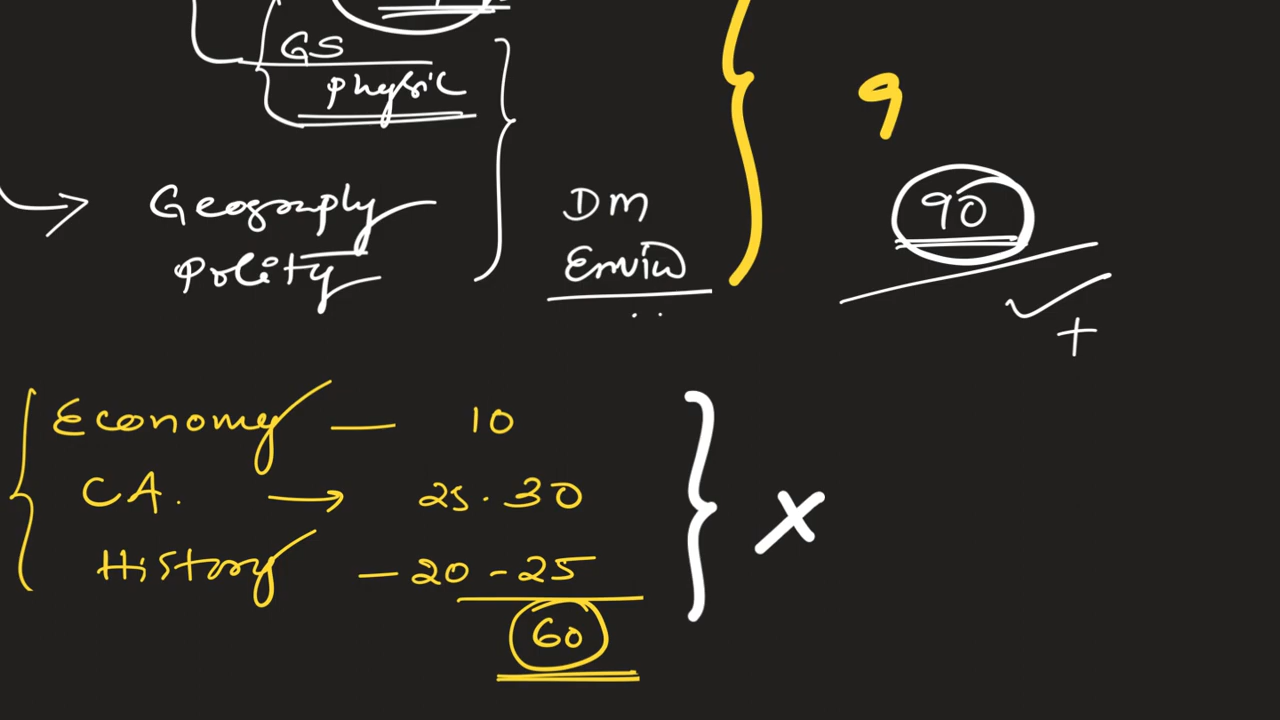 GS
physic
9
Geography
DM
90
Polity
Enviro
+
Economy — 10
CA. → 25.30
History — 20 - 25
60
×